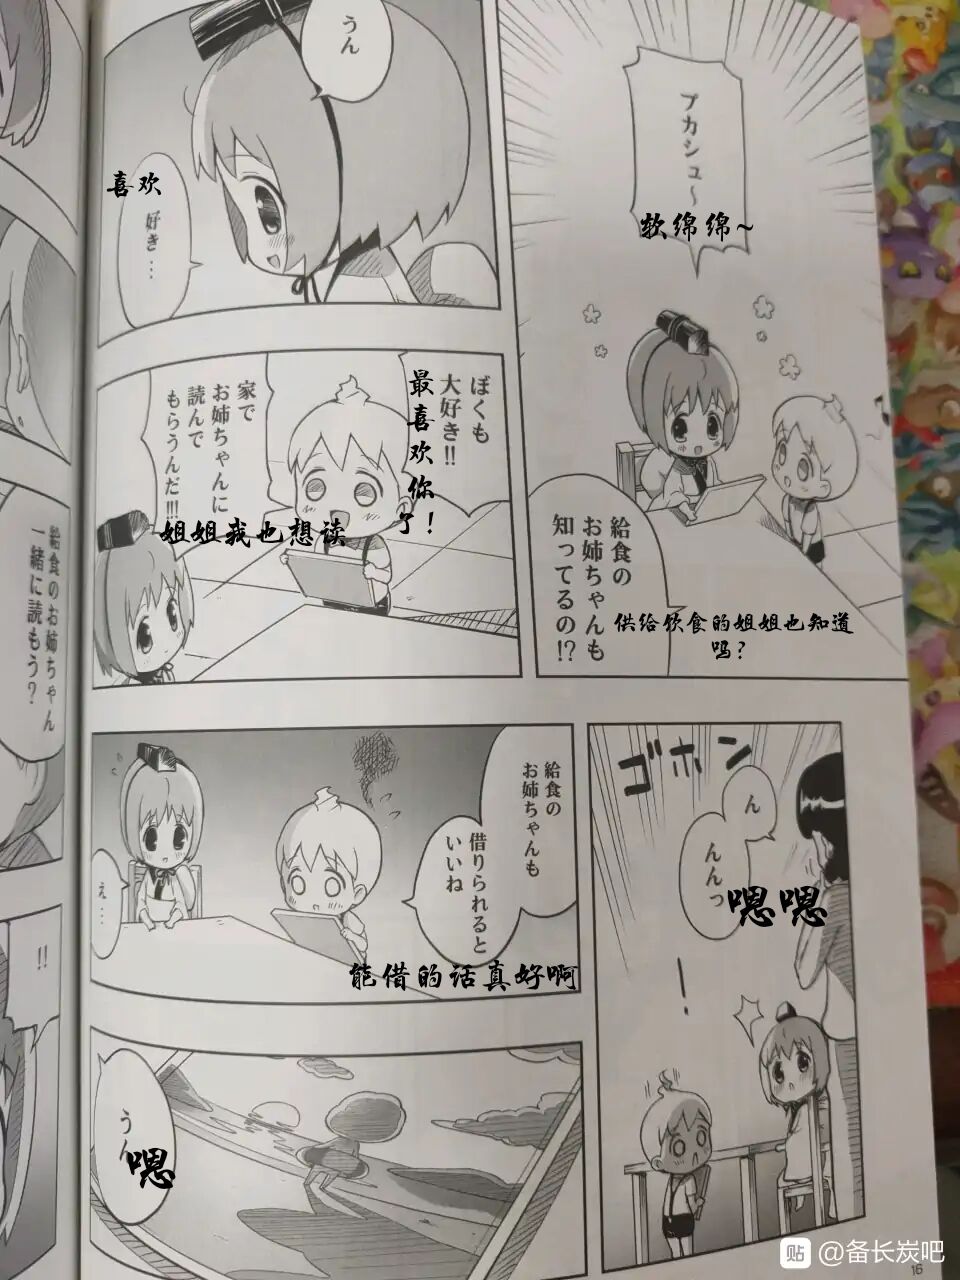 プカシュ～
软绵绵~
給食の
お姉ちゃんも
知ってるの!?
供给饮食的姐姐也知道
吗？
うん
喜欢
好き…
ぼくも
大好き!!
最喜欢你了！
家で
お姉ちゃんに
読んで
もらうんだ!!!
姐姐我也想读
給食のお姉ちゃん
一緒に読もう？
ゴホン
ん
んんっ
嗯嗯
！
給食の
お姉ちゃんも
借りられると
いいね
能借的话真好啊
え…
!!
うん
嗯
贴 @备长炭吧
16